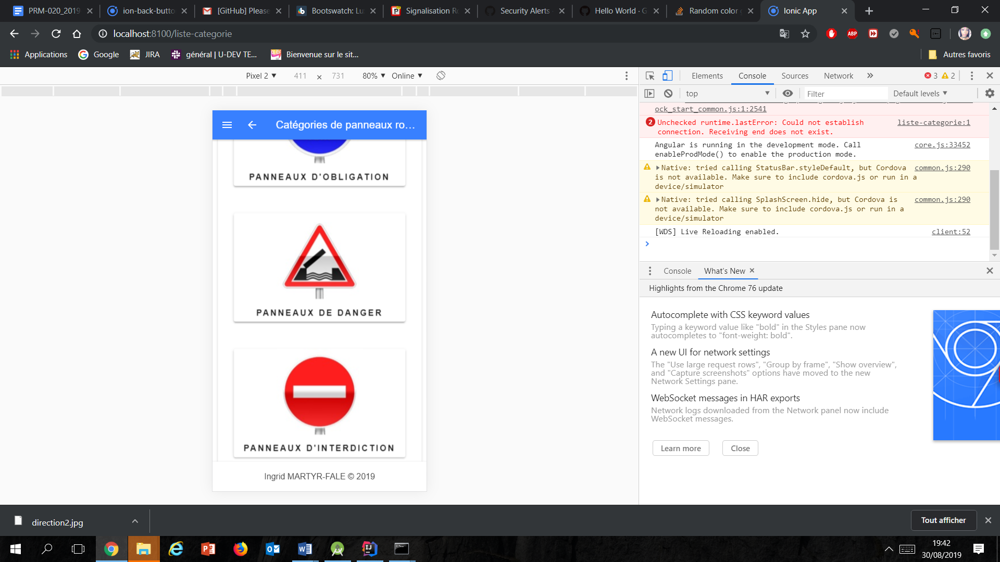 PRM-020_2019
ion-back-butto
[GitHub] Please
Bootswatch: Lu
Signalisation Ro
Security Alerts
Hello World · G
Random color g
Ionic App
localhost:8100/liste-categorie
ABP
Applications
Google
JIRA
général | U-DEV TE...
Bienvenue sur le sit...
Autres favoris
Pixel 2 ▼ 411 × 731 80% ▼ Online ▼
Elements Console Sources Network » 3 2
top
Filter
Default levels ▼
Catégories de panneaux ro...
PANNEAUX D'OBLIGATION
PANNEAUX DE DANGER
PANNEAUX D'INTERDICTION
Ingrid MARTYR-FALE © 2019
ock_start_common.js:1:2541
2 Unchecked runtime.lastError: Could not establish liste-categorie:1
connection. Receiving end does not exist.
Angular is running in the development mode. Call core.js:33452
enableProdMode() to enable the production mode.
Native: tried calling StatusBar.styleDefault, but Cordova common.js:290
is not available. Make sure to include cordova.js or run in a
device/simulator
Native: tried calling SplashScreen.hide, but Cordova is common.js:290
not available. Make sure to include cordova.js or run in a
device/simulator
[WDS] Live Reloading enabled. client:52
Console What's New
Highlights from the Chrome 76 update
Autocomplete with CSS keyword values
Typing a keyword value like "bold" in the Styles pane now
autocompletes to "font-weight: bold".
A new UI for network settings
The "Use large request rows", "Group by frame", "Show overview",
and "Capture screenshots" options have moved to the new
Network Settings pane.
WebSocket messages in HAR exports
Network logs downloaded from the Network panel now include
WebSocket messages.
Learn more
Close
direction2.jpg
Tout afficher
19:42
30/08/2019